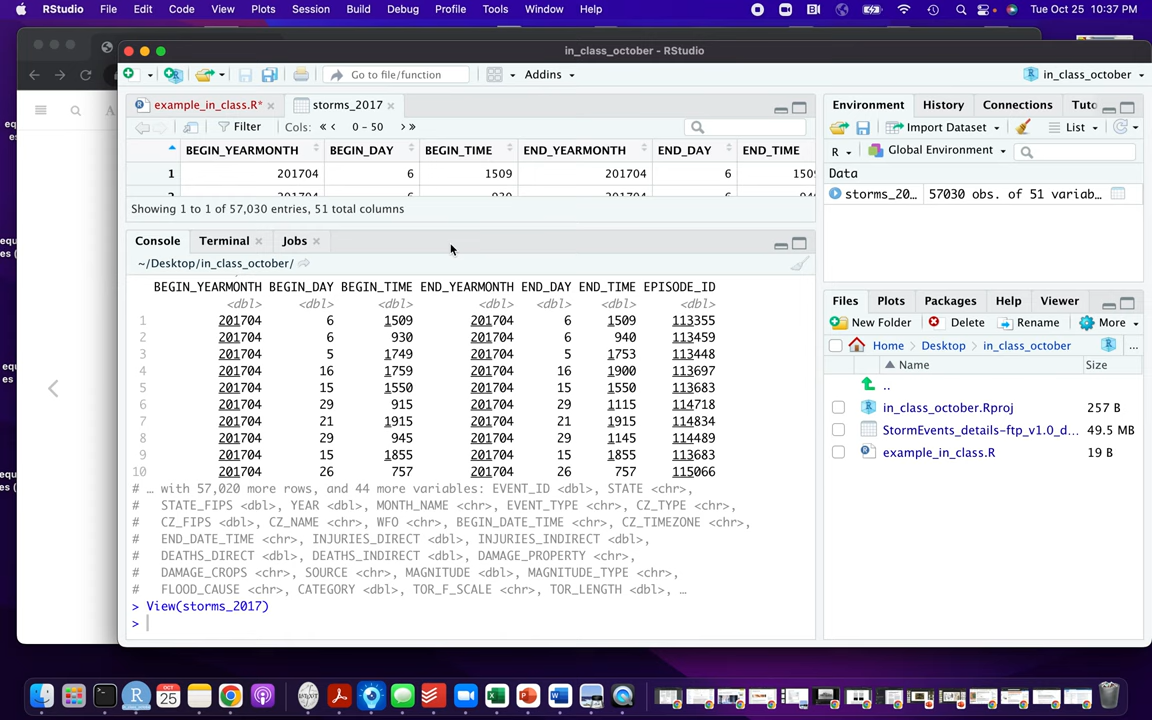 RStudio File Edit Code View Plots Session Build Debug Profile Tools Window Help Tue Oct 25 10:37 PM
in_class_october - RStudio
Go to file/function Addins in_class_october
example_in_class.R* storms_2017
Filter Cols: 0 - 50
BEGIN_YEARMONTH BEGIN_DAY BEGIN_TIME END_YEARMONTH END_DAY END_TIME
1 201704 6 1509 201704 6 1509
Showing 1 to 1 of 57,030 entries, 51 total columns
Console Terminal Jobs
~/Desktop/in_class_october/
BEGIN_YEARMONTH BEGIN_DAY BEGIN_TIME END_YEARMONTH END_DAY END_TIME EPISODE_ID
<dbl> <dbl> <dbl> <dbl> <dbl> <dbl> <dbl>
1 201704 6 1509 201704 6 1509 113355
2 201704 6 930 201704 6 940 113459
3 201704 5 1749 201704 5 1753 113448
4 201704 16 1759 201704 16 1900 113697
5 201704 15 1550 201704 15 1550 113683
6 201704 29 915 201704 29 1115 114718
7 201704 21 1915 201704 21 1915 114834
8 201704 29 945 201704 29 1145 114489
9 201704 15 1855 201704 15 1855 113683
10 201704 26 757 201704 26 757 115066
# … with 57,020 more rows, and 44 more variables: EVENT_ID <dbl>, STATE <chr>,
# STATE_FIPS <dbl>, YEAR <dbl>, MONTH_NAME <chr>, EVENT_TYPE <chr>, CZ_TYPE <chr>,
# CZ_FIPS <dbl>, CZ_NAME <chr>, WFO <chr>, BEGIN_DATE_TIME <chr>, CZ_TIMEZONE <chr>,
# END_DATE_TIME <chr>, INJURIES_DIRECT <dbl>, INJURIES_INDIRECT <dbl>,
# DEATHS_DIRECT <dbl>, DEATHS_INDIRECT <dbl>, DAMAGE_PROPERTY <chr>,
# DAMAGE_CROPS <chr>, SOURCE <chr>, MAGNITUDE <dbl>, MAGNITUDE_TYPE <chr>,
# FLOOD_CAUSE <chr>, CATEGORY <dbl>, TOR_F_SCALE <chr>, TOR_LENGTH <dbl>, …
> View(storms_2017)
>
Environment History Connections Tuto
Import Dataset List
R Global Environment
Data
storms_20… 57030 obs. of 51 variab…
Files Plots Packages Help Viewer
New Folder Delete Rename More
Home Desktop in_class_october ...
Name Size
..
in_class_october.Rproj 257 B
StormEvents_details-ftp_v1.0_d... 49.5 MB
example_in_class.R 19 B
OCT
25